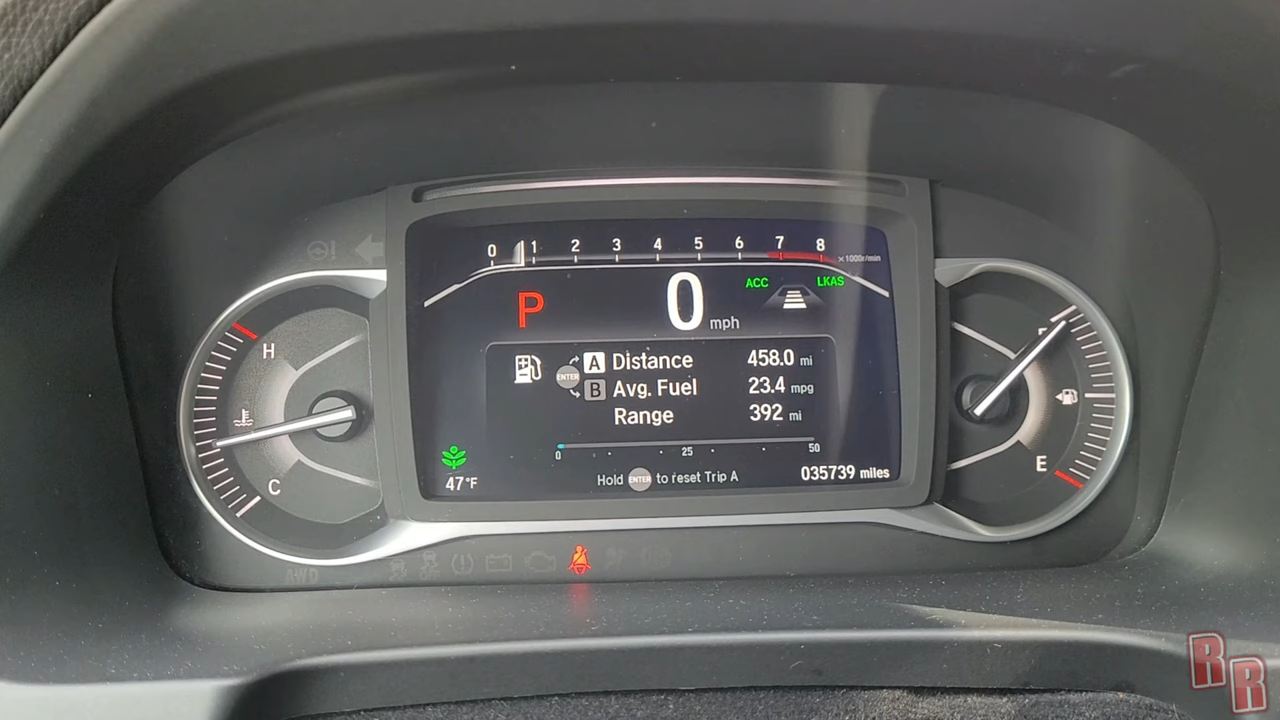 0 1 2 3 4 5 6 7 8 ×1000r/min
P 0 mph
ACC LKAS
H
C
F
E
ENTER
A Distance 458.0 mi
B Avg. Fuel 23.4 mpg
Range 392 mi
0 25 50
Hold ENTER to reset Trip A
47°F
035739 miles
AWD
RR